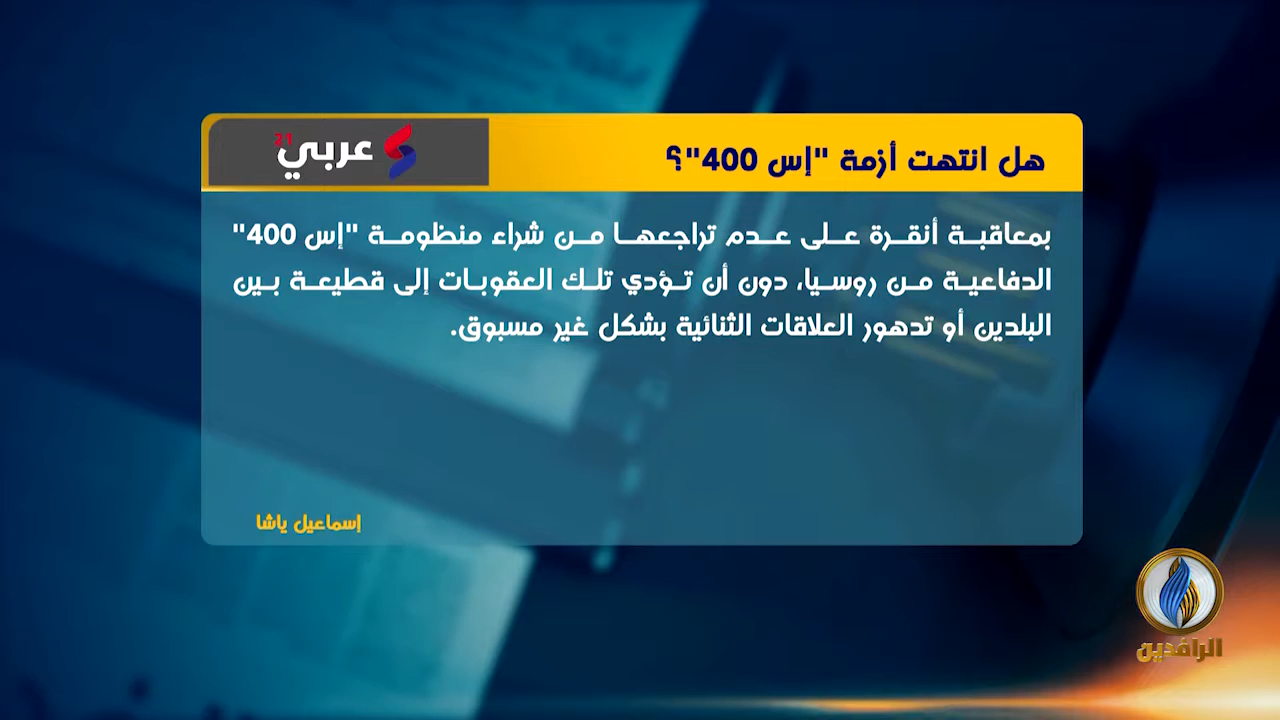 هل انتهت أزمة "إس 400"؟
عربي 21
بمعاقبة أنقرة على عدم تراجعها من شراء منظومة "إس 400"
الدفاعية من روسيا، دون أن تؤدي تلك العقوبات إلى قطيعة بين
البلدين أو تدهور العلاقات الثنائية بشكل غير مسبوق.
إسماعيل ياشا
الرافدين